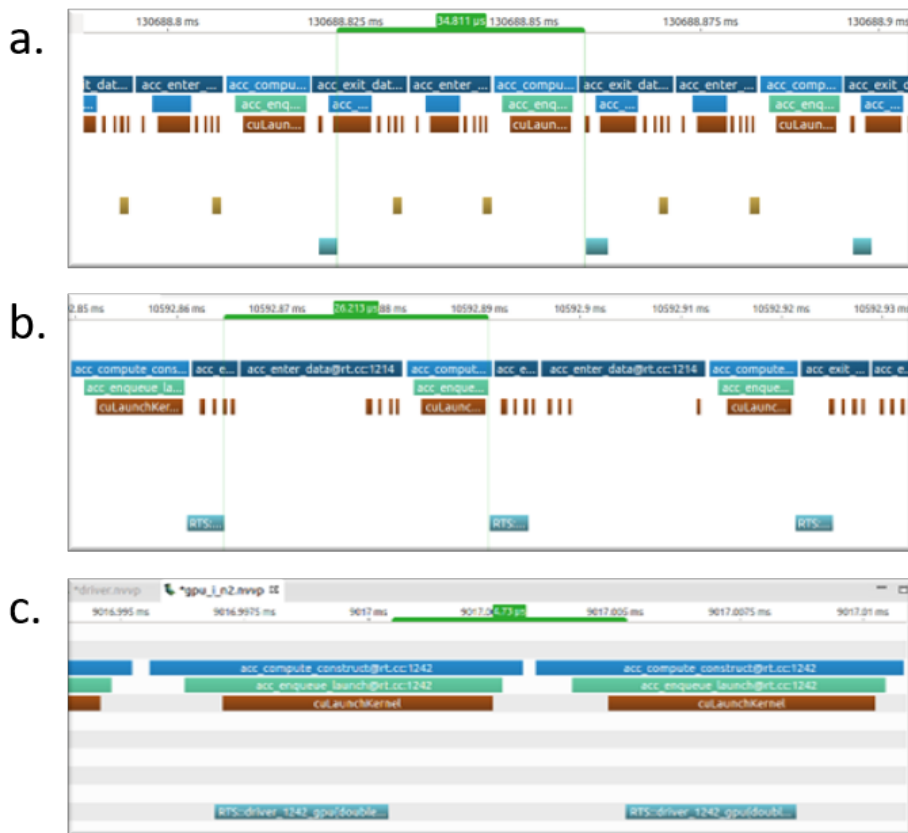 a.
130688.8 ms 130688.825 ms 34.811 μs 130688.85 ms 130688.875 ms 130688.9 ms
it_dat... acc_enter_... acc_compu... acc_exit_dat... acc_enter_... acc_compu... acc_exit_dat... acc_enter_... acc_comp... acc_exit_d
... acc_enq... acc_... acc_enq... acc_... acc_enq... acc_...
cuLaun... cuLaun... cuLaun...
b.
2.85 ms 10592.86 ms 10592.87 ms 26.213 μs 88 ms 10592.89 ms 10592.9 ms 10592.91 ms 10592.92 ms 10592.93 ms
acc_compute_cons... acc_e... acc_enter_data@rt.cc:1214 acc_comput... acc_e... acc_enter_data@rt.cc:1214 acc_compute... acc_exit_... acc_e...
acc_enqueue_la... acc_enque... acc_enque...
cuLaunchKer... cuLaunc... cuLaunc...
RTS:... RTS:... RTS:...
c.
*driver.nvvp *gpu_i_n2.nvvp
9016.995 ms 9016.9975 ms 9017 ms 4.73 μs 9017.005 ms 9017.0075 ms 9017.01 ms
acc_compute_construct@rt.cc:1242 acc_compute_construct@rt.cc:1242
acc_enqueue_launch@rt.cc:1242 acc_enqueue_launch@rt.cc:1242
cuLaunchKernel cuLaunchKernel
RTS::driver_1242_gpu(double... RTS::driver_1242_gpu(doubl...